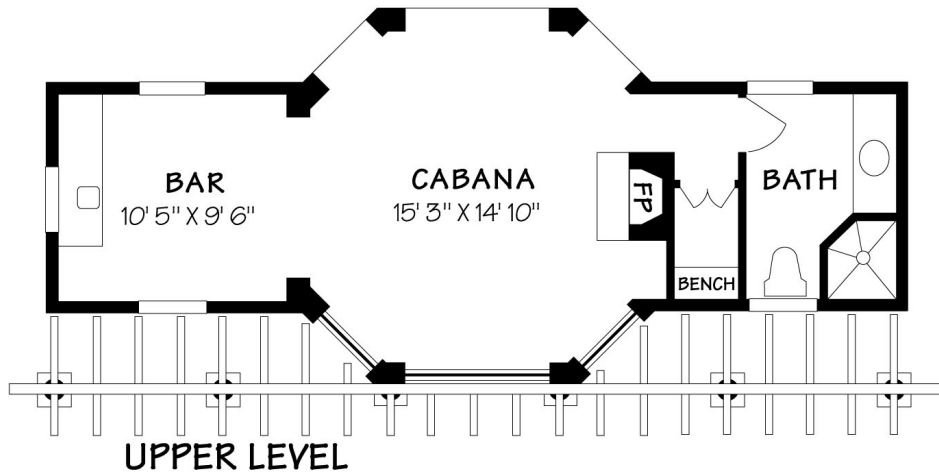 BAR
10' 5" X 9' 6"
CABANA
15' 3" X 14' 10"
FP
BATH
BENCH
UPPER LEVEL